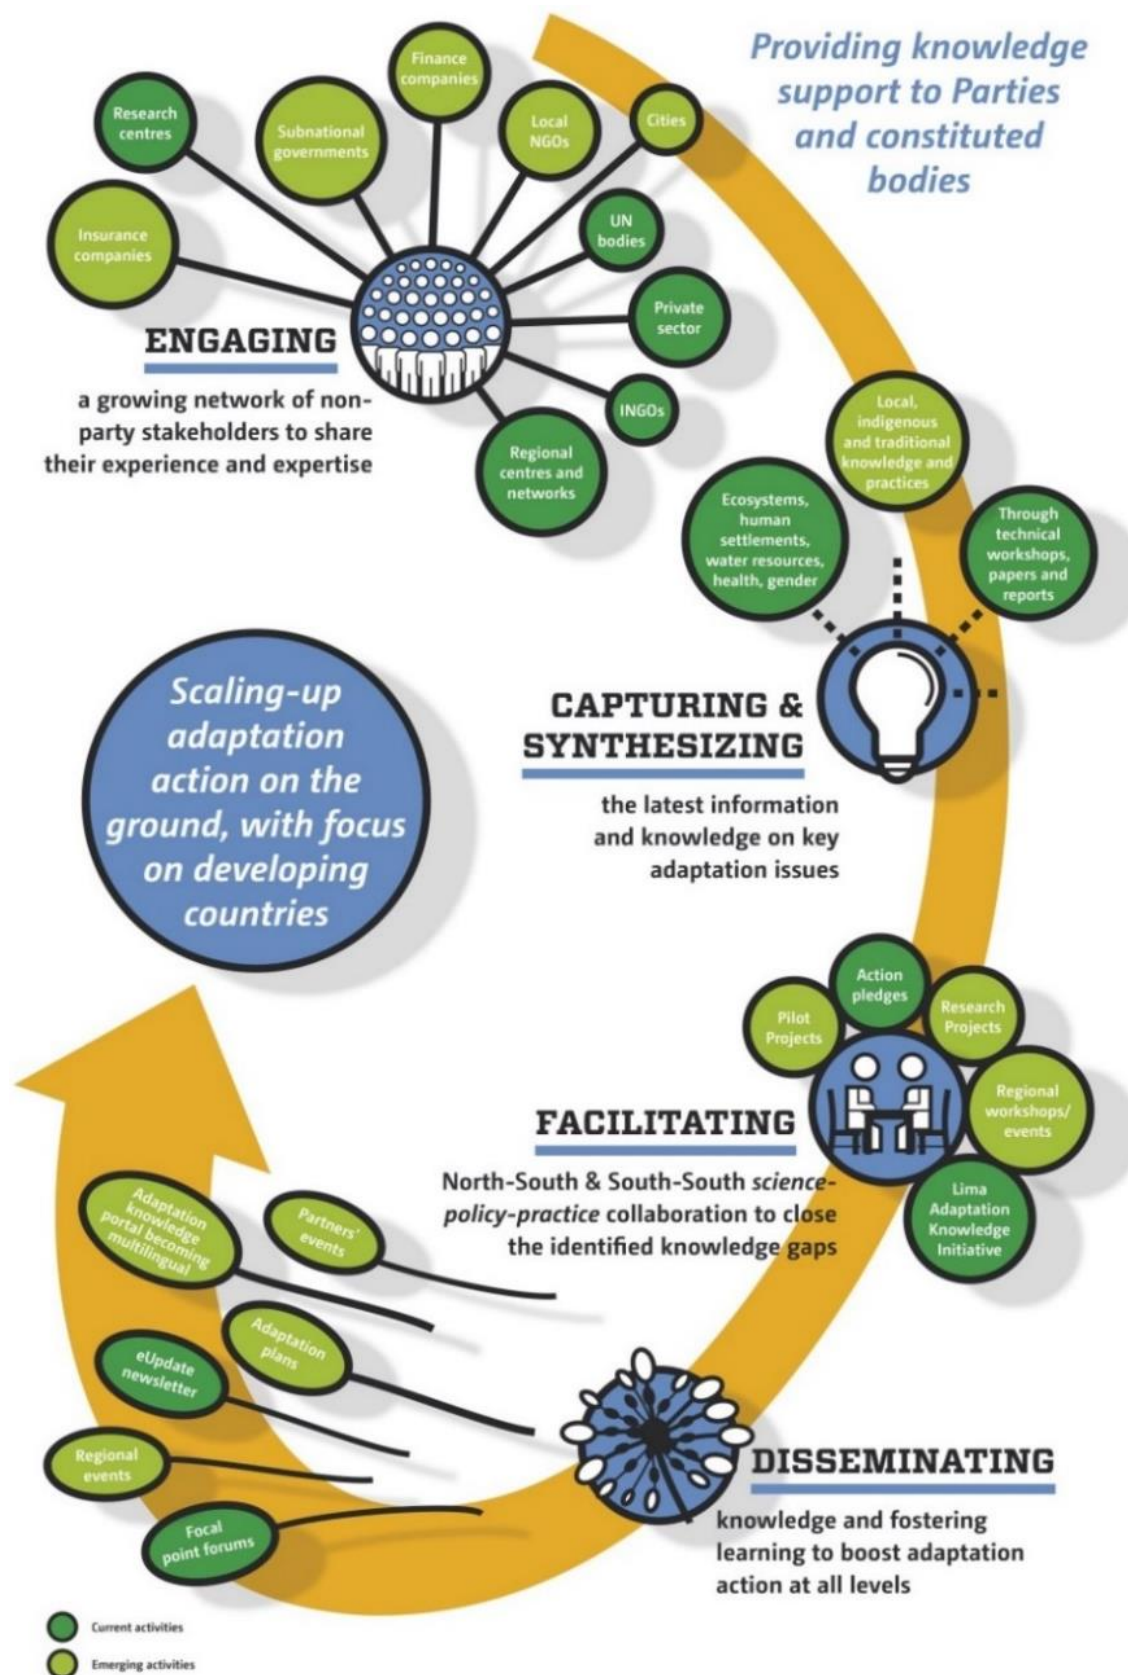 Providing knowledge
support to Parties
and constituted
bodies
Finance
companies
Research
centres
Subnational
governments
Local
NGOs
Cities
Insurance
companies
UN
bodies
Private
sector
INGOs
Regional
centres and
networks
ENGAGING
a growing network of non-
party stakeholders to share
their experience and expertise
Local,
indigenous
and traditional
knowledge and
practices
Ecosystems,
human
settlements,
water resources,
health, gender
Through
technical
workshops,
papers and
reports
CAPTURING &
SYNTHESIZING
the latest information
and knowledge on key
adaptation issues
Scaling-up
adaptation
action on the
ground, with focus
on developing
countries
Action
pledges
Pilot
Projects
Research
Projects
Regional
workshops/
events
Lima
Adaptation
Knowledge
Initiative
FACILITATING
North-South & South-South science-
policy-practice collaboration to close
the identified knowledge gaps
Adaptation
knowledge
portal becoming
multilingual
Partners'
events
Adaptation
plans
eUpdate
newsletter
Regional
events
Focal
point forums
DISSEMINATING
knowledge and fostering
learning to boost adaptation
action at all levels
Current activities
Emerging activities